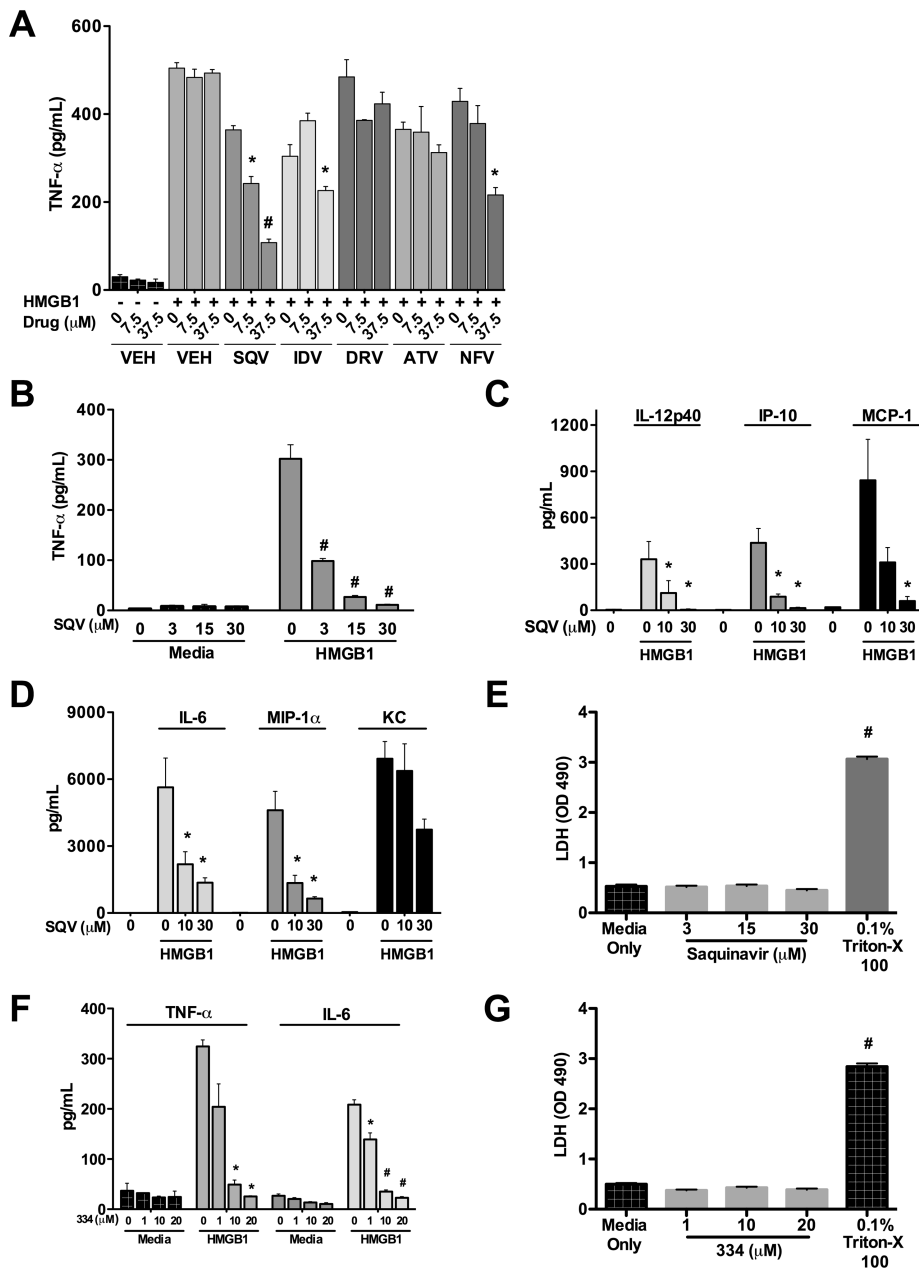 A
TNF-α (pg/mL)
600
400
200
0
*
#
*
*
HMGB1 - - - + + + + + + + + + + + + + + + + + +
Drug (μM) 0 7.5 37.5 0 7.5 37.5 0 7.5 37.5 0 7.5 37.5 0 7.5 37.5 0 7.5 37.5 0 7.5 37.5
VEH VEH SQV IDV DRV ATV NFV
B
TNF-α (pg/mL)
400
300
200
100
0
# # #
SQV (μM) 0 3 15 30 0 3 15 30
Media HMGB1
C
IL-12p40 IP-10 MCP-1
pg/mL
1200
900
600
300
0
* * * * *
SQV (μM) 0 0 10 30 0 0 10 30 0 0 10 30
HMGB1 HMGB1 HMGB1
D
IL-6 MIP-1α KC
pg/mL
9000
6000
3000
0
* * * *
SQV (μM) 0 0 10 30 0 0 10 30 0 0 10 30
HMGB1 HMGB1 HMGB1
E
LDH (OD 490)
4
3
2
1
0
#
Media Only 3 15 30 0.1% Triton-X 100
Saquinavir (μM)
F
TNF-α IL-6
pg/mL
400
300
200
100
0
* * * # #
334 (μM) 0 1 10 20 0 1 10 20 0 1 10 20 0 1 10 20
Media HMGB1 Media HMGB1
G
LDH (OD 490)
4
3
2
1
0
#
Media Only 1 10 20 0.1% Triton-X 100
334 (μM)